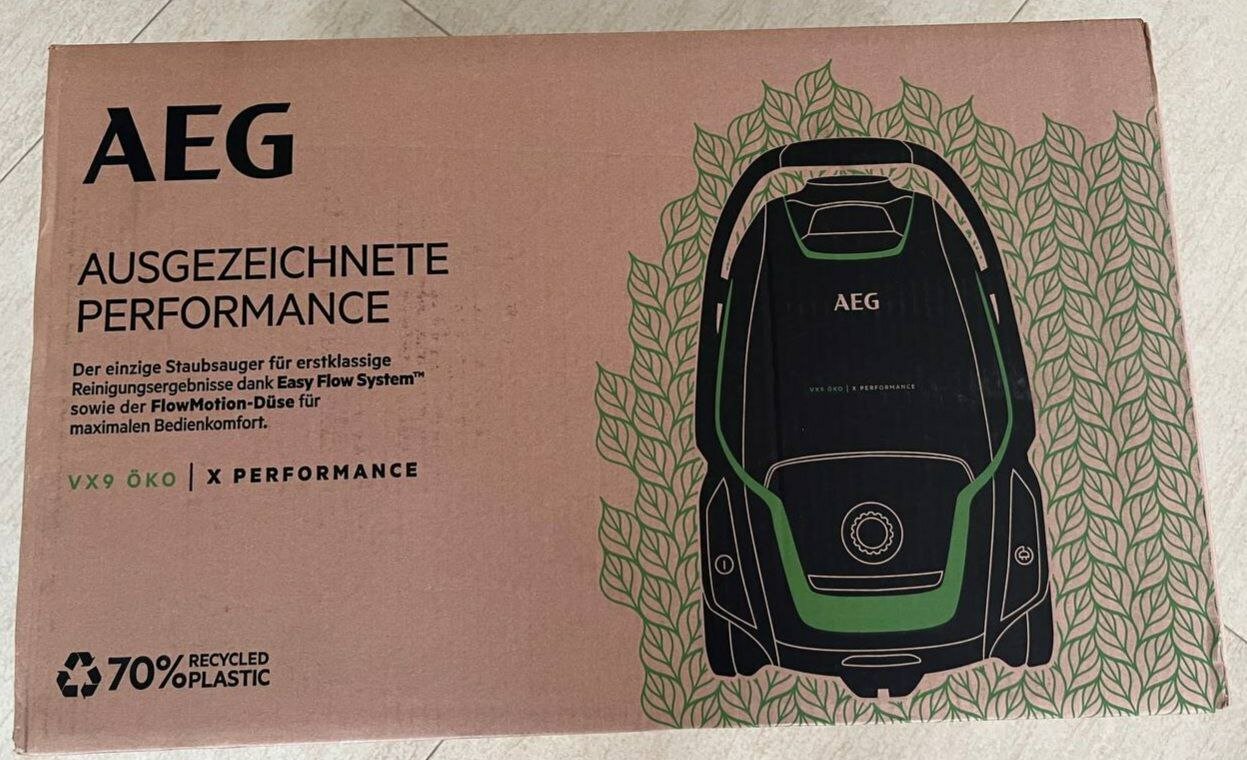 AEG
AUSGEZEICHNETE
PERFORMANCE
Der einzige Staubsauger für erstklassige
Reinigungsergebnisse dank Easy Flow System™
sowie der FlowMotion-Düse für
maximalen Bedienkomfort.
VX9 ÖKO | X PERFORMANCE
70% RECYCLED
PLASTIC
AEG
VX9 ÖKO | X PERFORMANCE